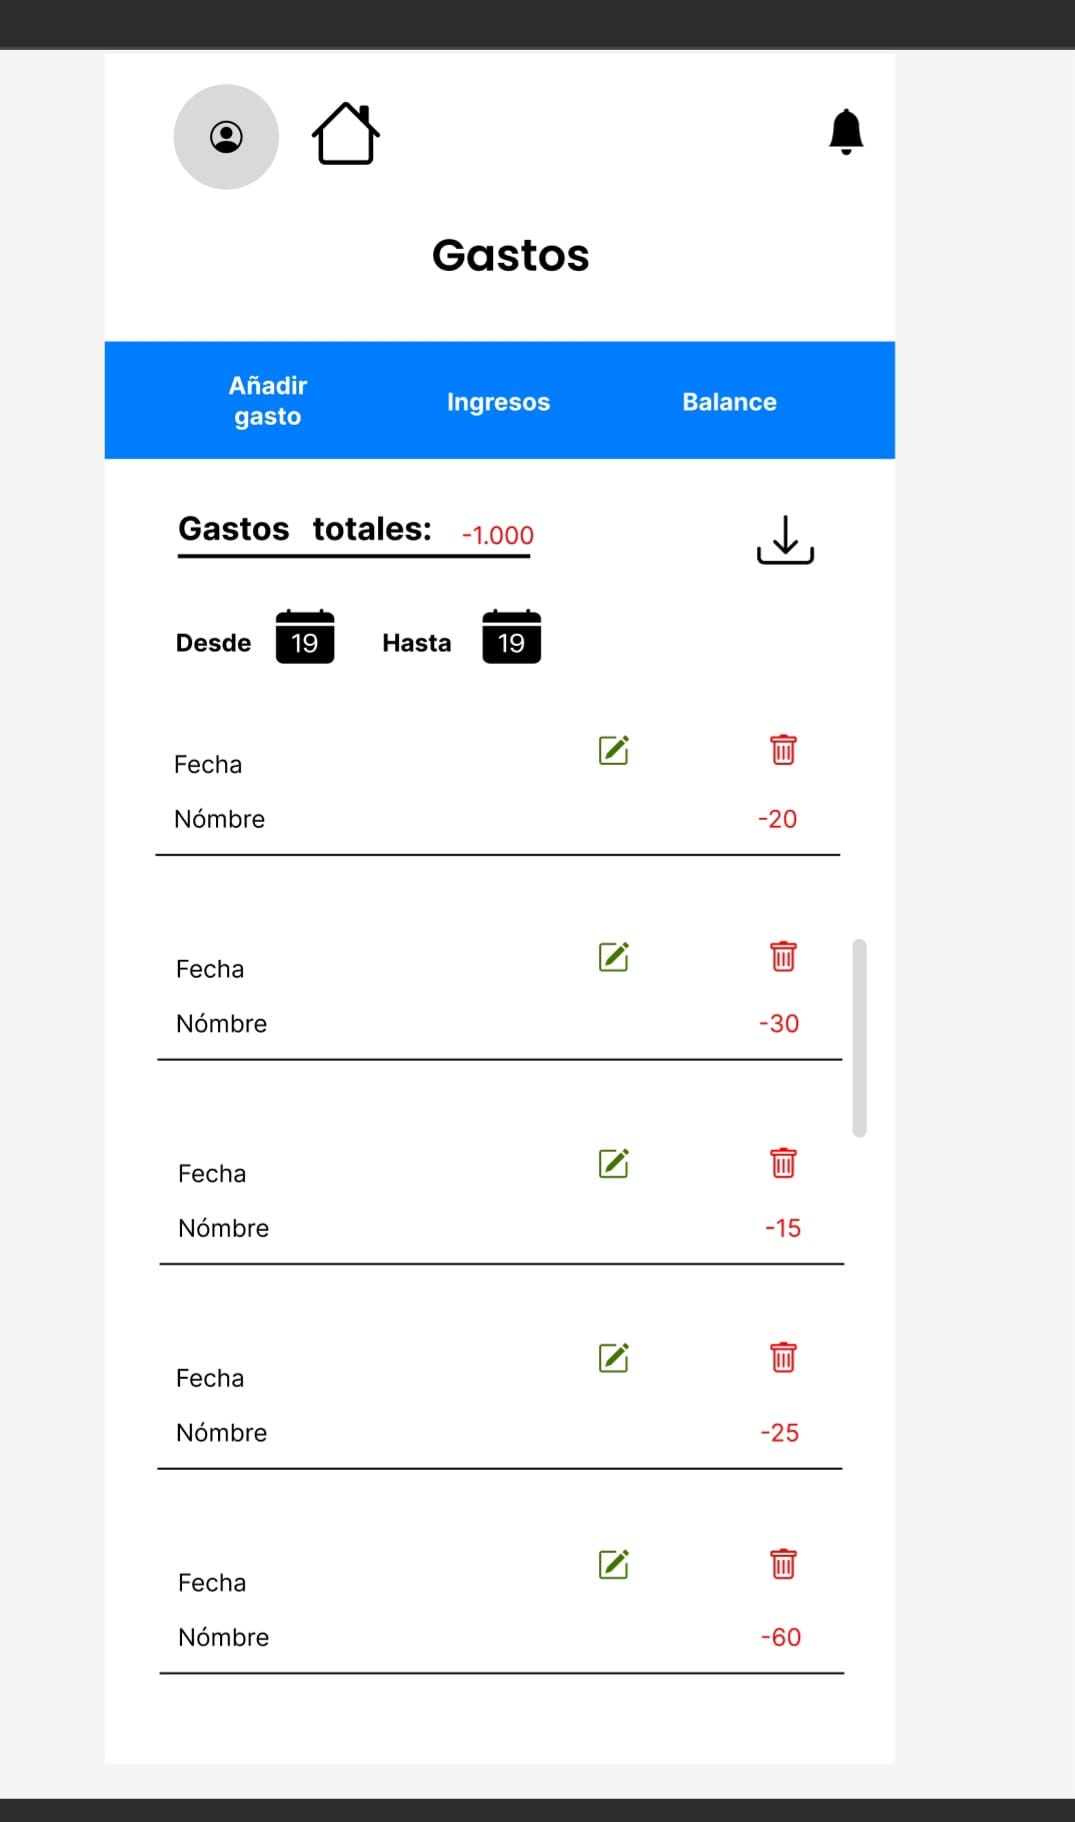 Gastos
Añadir
gasto
Ingresos
Balance
Gastos totales: -1.000
Desde 19 Hasta 19
Fecha
Nómbre -20
Fecha
Nómbre -30
Fecha
Nómbre -15
Fecha
Nómbre -25
Fecha
Nómbre -60